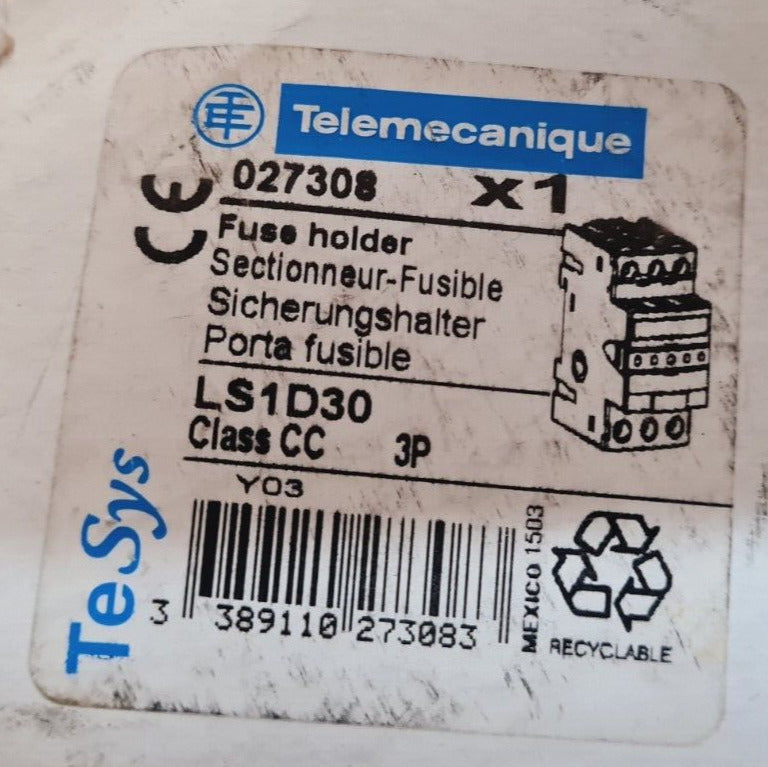 Telemecanique
CE
027308 x1
Fuse holder
Sectionneur-Fusible
Sicherungshalter
Porta fusible
LS1D30
Class CC 3P
Y03
TeSys
3 389110 273083
MEXICO 1503
RECYCLABLE